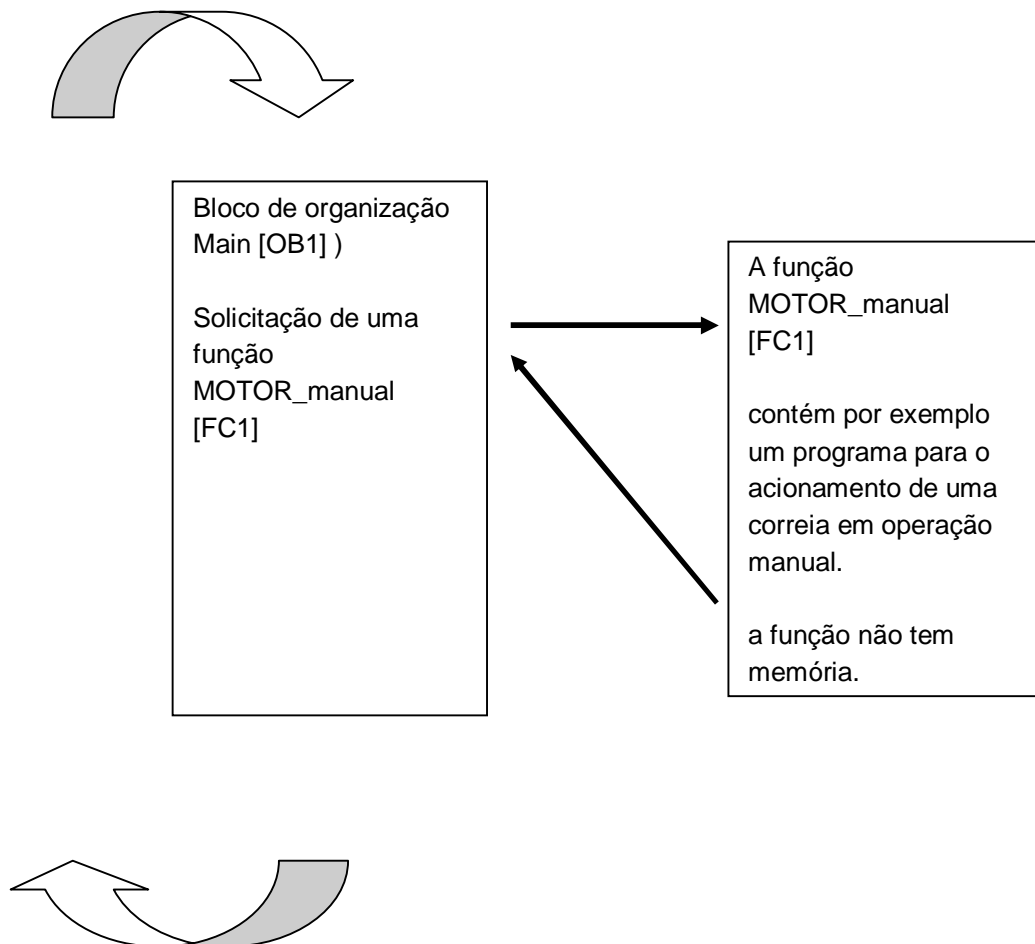 Bloco de organização
Main [OB1] )
Solicitação de uma
função
MOTOR_manual
[FC1]
A função
MOTOR_manual
[FC1]
contém por exemplo
um programa para o
acionamento de uma
correia em operação
manual.
a função não tem
memória.